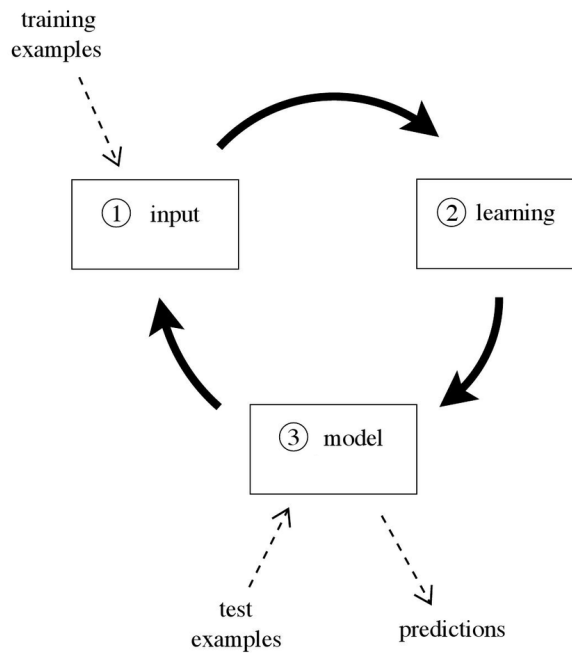 training
examples
① input
② learning
③ model
test
examples
predictions